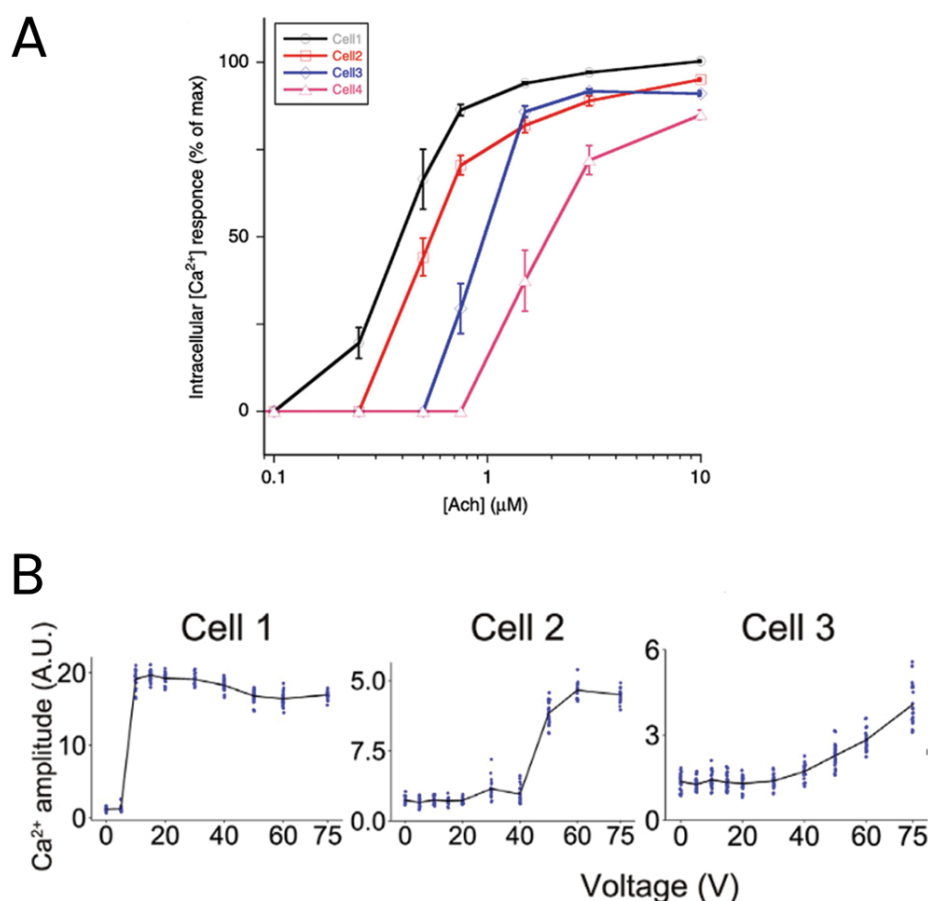 A
Cell1
Cell2
Cell3
Cell4
100
50
0
Intracellular [Ca²⁺] responce (% of max)
0.1 1 10
[Ach] (μM)
B
Cell 1 Cell 2 Cell 3
Ca²⁺ amplitude (A.U.)
20
10
0
0 20 40 60 75
5.0
7.5
0.0
0 20 40 60 75
6
3
0
0 20 40 60 75
Voltage (V)